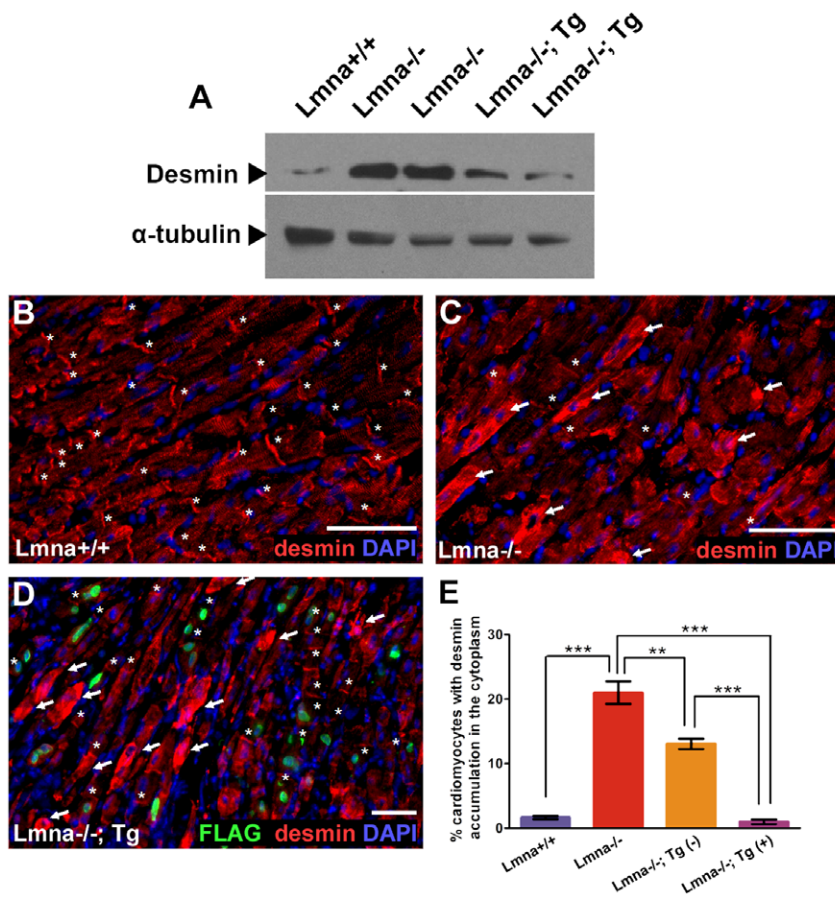 A
Lmna+/+
Lmna-/-
Lmna-/-
Lmna-/-; Tg
Lmna-/-; Tg
Desmin
α-tubulin
B
Lmna+/+
desmin DAPI
C
Lmna-/-
desmin DAPI
D
Lmna-/-; Tg
FLAG desmin DAPI
E
% cardiomyocytes with desmin
accumulation in the cytoplasm
30
20
10
0
***
**
***
***
Lmna+/+
Lmna-/-
Lmna-/-; Tg (-)
Lmna-/-; Tg (+)